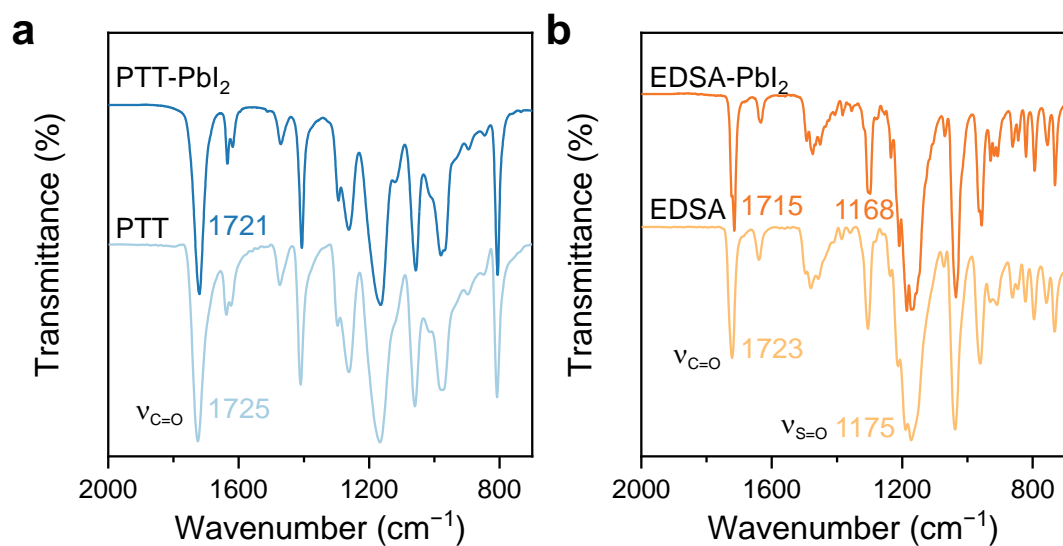 a
PTT-PbI₂
PTT
1721
νC=O 1725
Transmittance (%)
2000 1600 1200 800
Wavenumber (cm⁻¹)
b
EDSA-PbI₂
EDSA
1715
1168
νC=O 1723
νS=O 1175
Transmittance (%)
2000 1600 1200 800
Wavenumber (cm⁻¹)